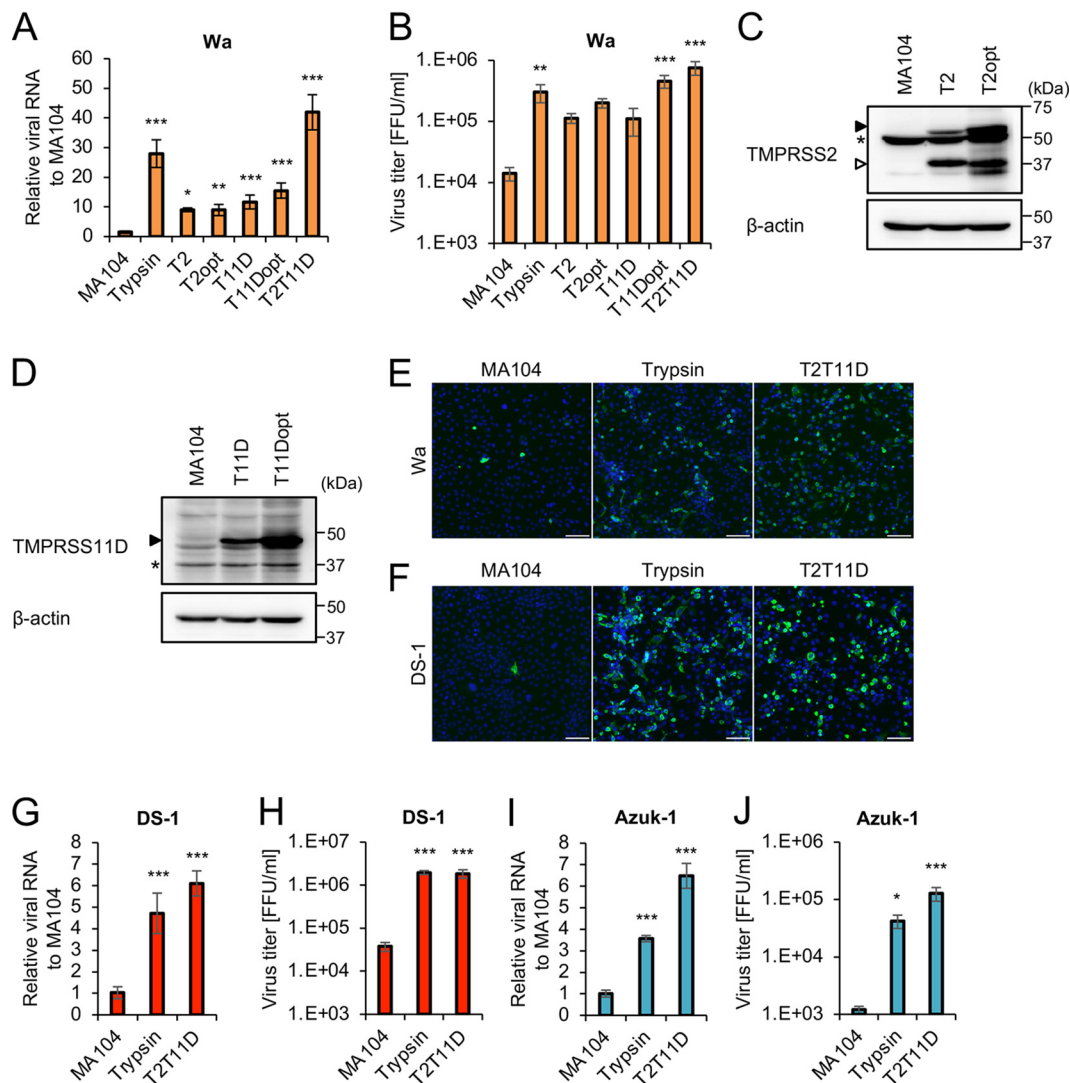 A
Wa
Relative viral RNA
to MA104
60
50
40
30
20
10
0
***
*
**
***
***
***
MA104
Trypsin
T2
T2opt
T11D
T11Dopt
T2T11D
B
Wa
Virus titer [FFU/ml]
1.E+06
1.E+05
1.E+04
1.E+03
**
***
***
MA104
Trypsin
T2
T2opt
T11D
T11Dopt
T2T11D
C
MA104
T2
T2opt
(kDa)
TMPRSS2
*
75
50
37
β-actin
50
37
D
MA104
T11D
T11Dopt
(kDa)
TMPRSS11D
*
50
37
β-actin
50
37
E
MA104
Trypsin
T2T11D
Wa
F
MA104
Trypsin
T2T11D
DS-1
G
DS-1
Relative viral RNA
to MA104
8
7
6
5
4
3
2
1
0
***
***
MA104
Trypsin
T2T11D
H
DS-1
Virus titer [FFU/ml]
1.E+07
1.E+06
1.E+05
1.E+04
1.E+03
***
***
MA104
Trypsin
T2T11D
I
Azuk-1
Relative viral RNA
to MA104
8
7
6
5
4
3
2
1
0
***
***
MA104
Trypsin
T2T11D
J
Azuk-1
Virus titer [FFU/ml]
1.E+06
1.E+05
1.E+04
1.E+03
*
***
MA104
Trypsin
T2T11D